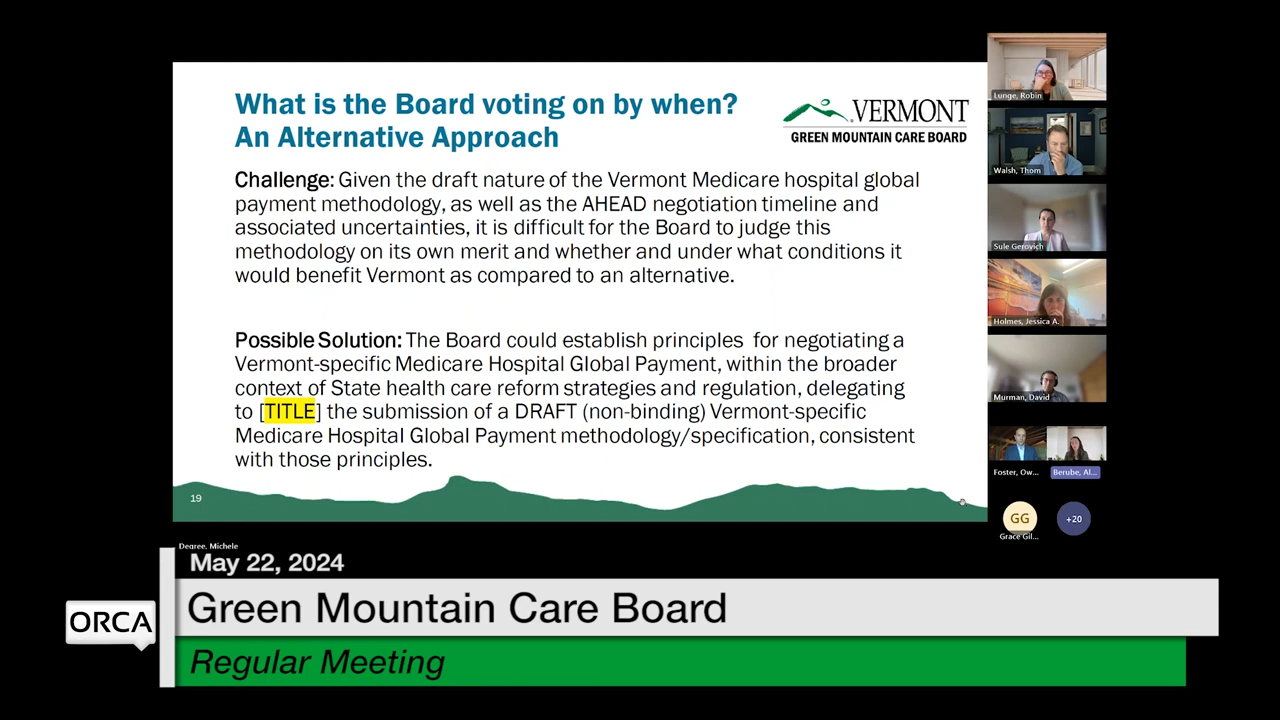 What is the Board voting on by when?
An Alternative Approach
VERMONT
GREEN MOUNTAIN CARE BOARD
Challenge: Given the draft nature of the Vermont Medicare hospital global
payment methodology, as well as the AHEAD negotiation timeline and
associated uncertainties, it is difficult for the Board to judge this
methodology on its own merit and whether and under what conditions it
would benefit Vermont as compared to an alternative.
Possible Solution: The Board could establish principles for negotiating a
Vermont-specific Medicare Hospital Global Payment, within the broader
context of State health care reform strategies and regulation, delegating
to [TITLE] the submission of a DRAFT (non-binding) Vermont-specific
Medicare Hospital Global Payment methodology/specification, consistent
with those principles.
19
Lunge, Robin
Walsh, Thom
Sule Gerovich
Holmes, Jessica A.
Murman, David
Foster, Ow...
Berube, Al...
GG
+20
Grace Gil...
Degree, Michele
May 22, 2024
Green Mountain Care Board
ORCA
Regular Meeting